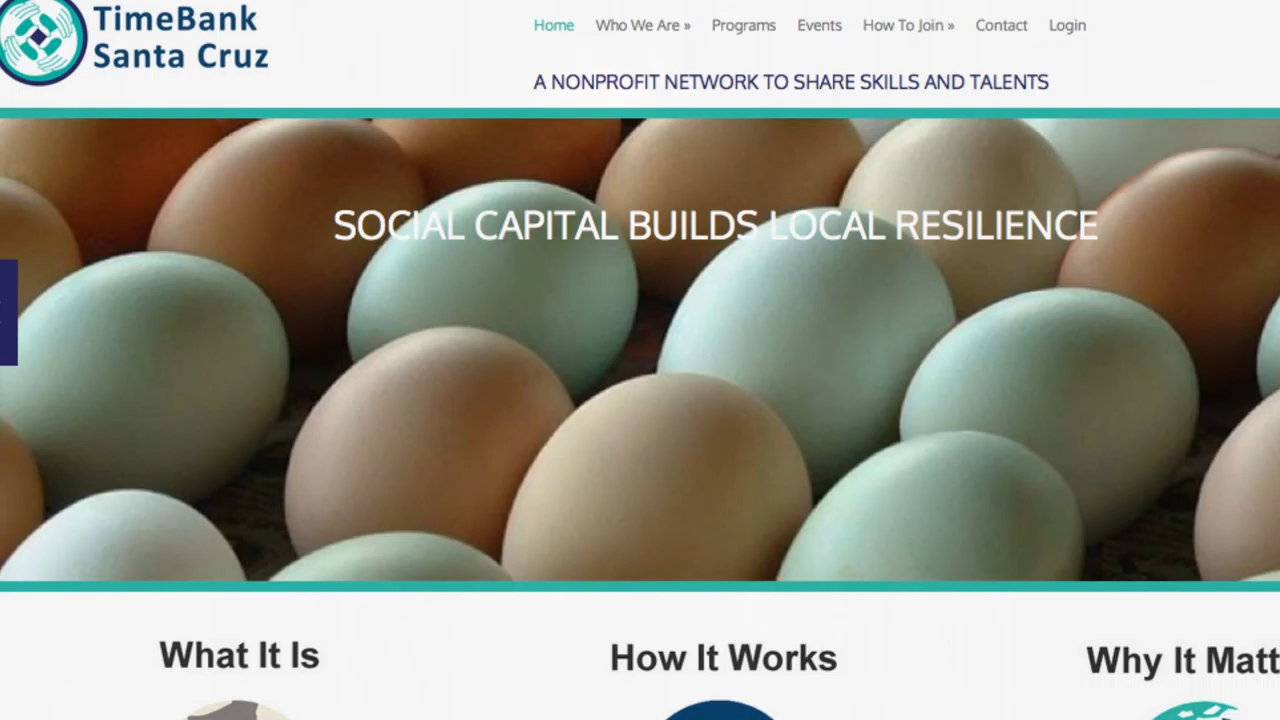 TimeBank
Santa Cruz
Home Who We Are » Programs Events How To Join » Contact Login
A NONPROFIT NETWORK TO SHARE SKILLS AND TALENTS
SOCIAL CAPITAL BUILDS LOCAL RESILIENCE
What It Is
How It Works
Why It Matt